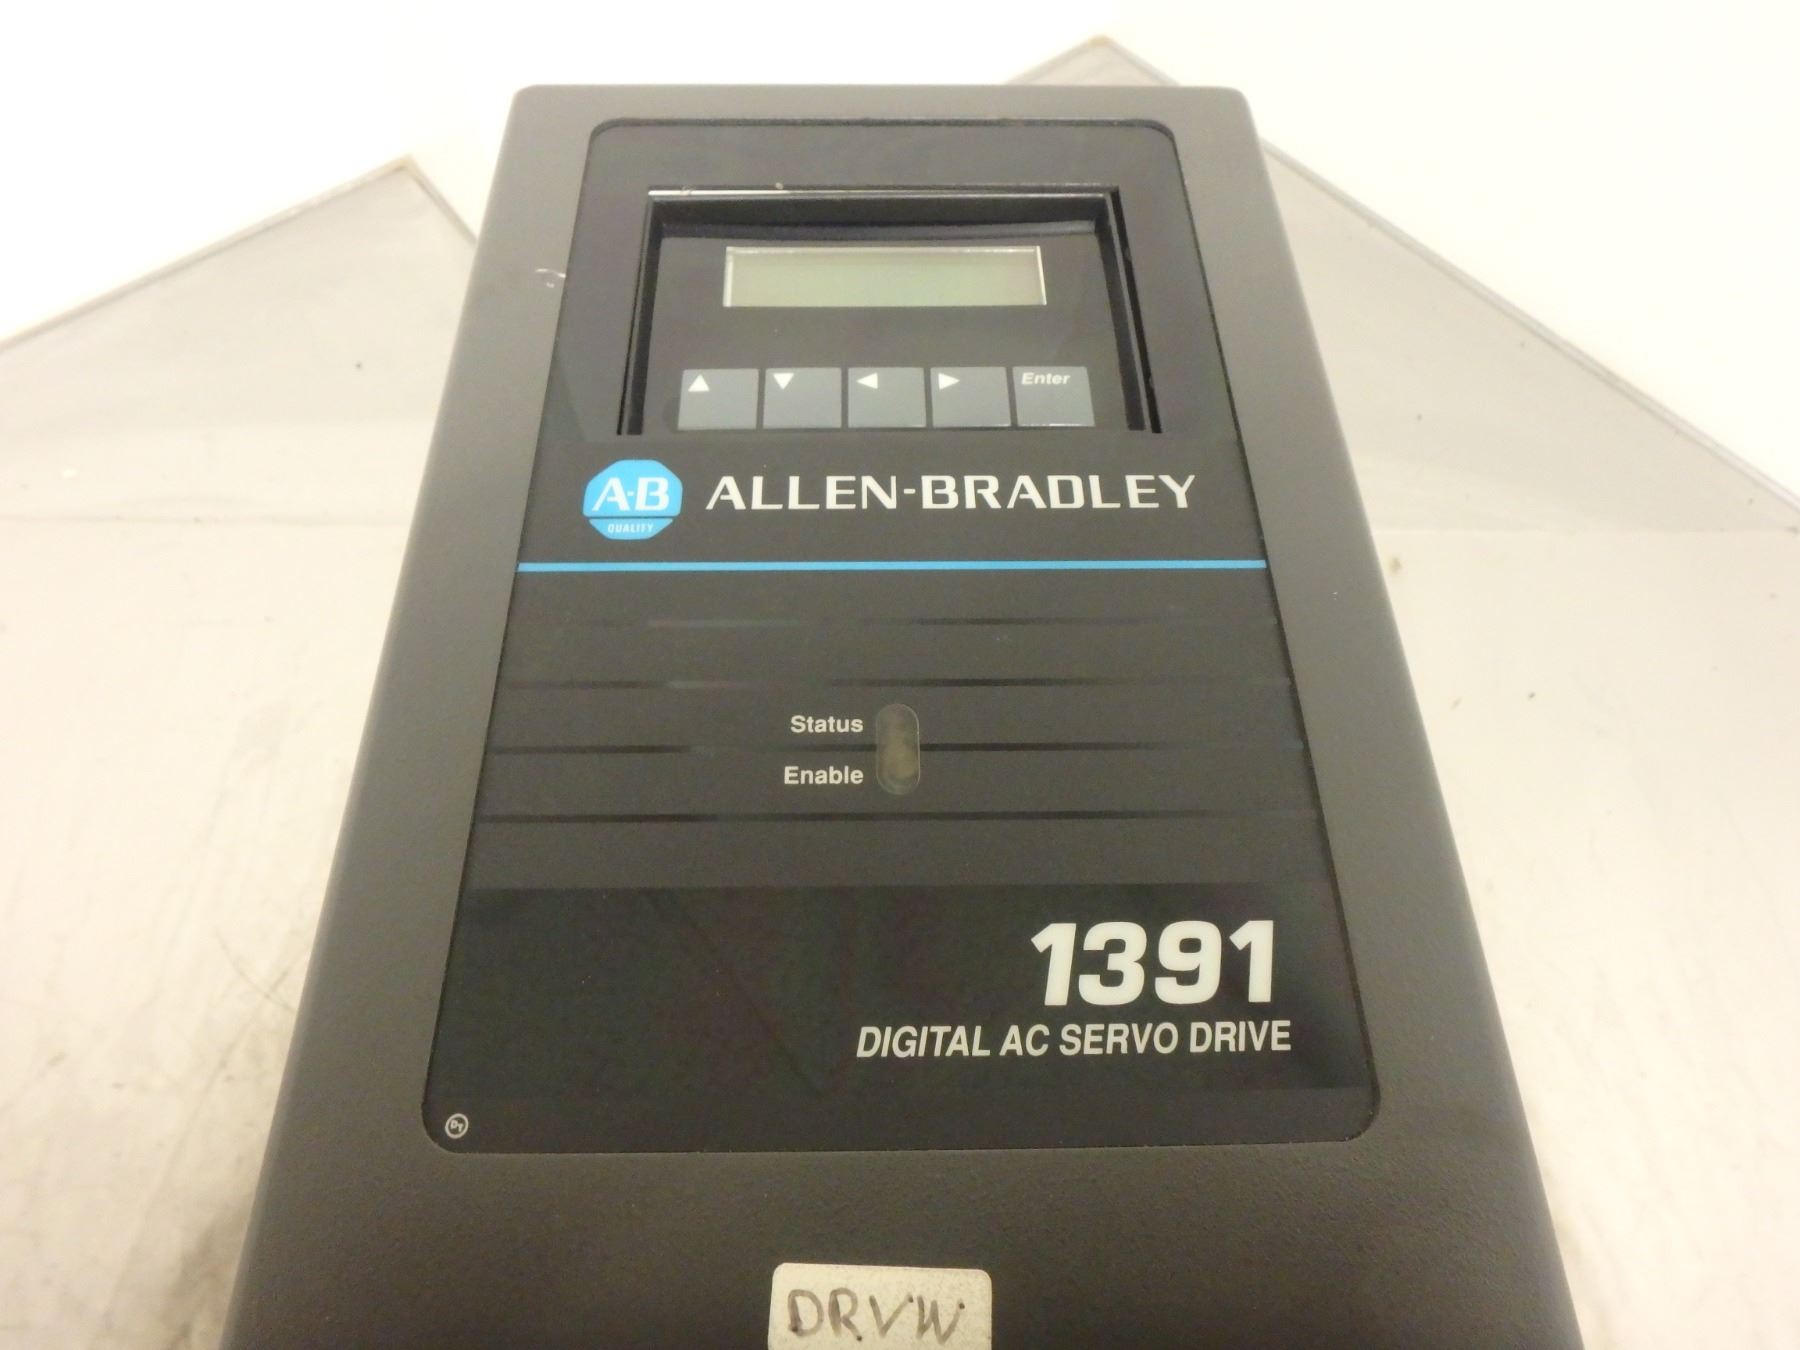 Enter
A-B ALLEN-BRADLEY
QUALITY
Status
Enable
1391
DIGITAL AC SERVO DRIVE
DRVW